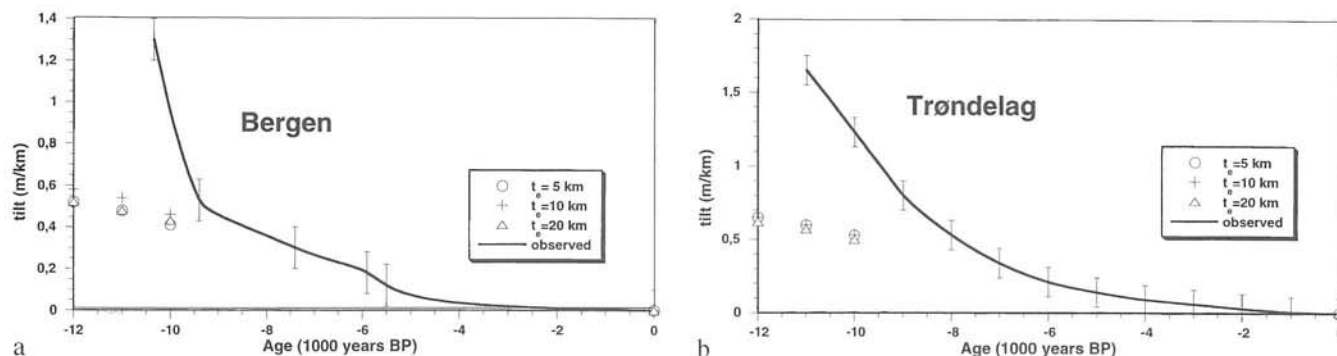 1,4
1,2
1
0,8
0,6
0,4
0,2
0
tilt (m/km)
Bergen
te= 5 km
te=10 km
te=20 km
observed
-12
-10
-8
-6
-4
-2
0
Age (1000 years BP)
a
2
1,5
1
0,5
0
tilt (m/km)
Trøndelag
te=5 km
te=10 km
te=20 km
observed
-12
-10
-8
-6
-4
-2
0
Age (1000 years BP)
b